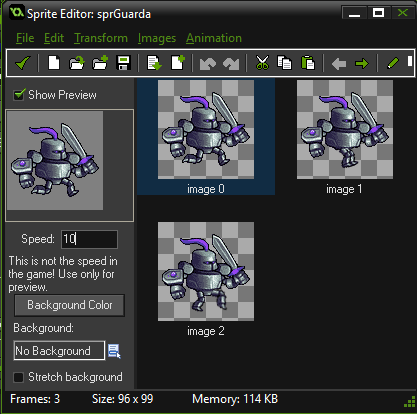 Sprite Editor: sprGuarda
File Edit Transform Images Animation
Show Preview
image 0
image 1
Speed: 10
This is not the speed in
the game! Use only for
preview.
Background Color
Background:
No Background
Stretch background
image 2
Frames: 3 Size: 96 x 99 Memory: 114 KB